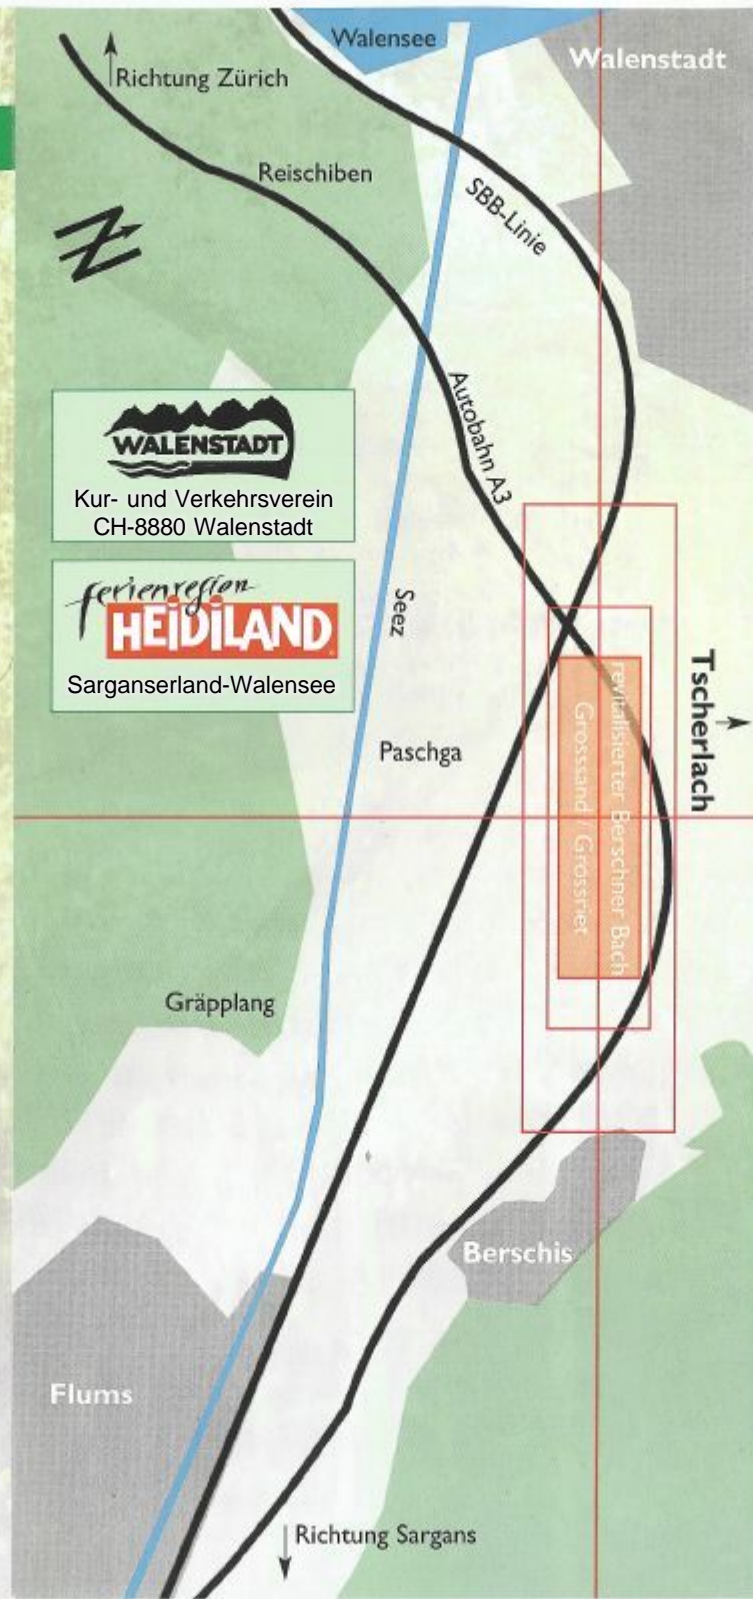 Walensee
Walenstadt
Richtung Zürich
Reischiben
SBB-Linie
N
Autobahn A3
WALENSTADT
Kur- und Verkehrsverein
CH-8880 Walenstadt
ferienregion
HEIDILAND
Sarganserland-Walensee
Seez
Tscherlach
revitalisierter Berschner Bach
Grosssand / Grossriet
Paschga
Gräpplang
Berschis
Flums
Richtung Sargans